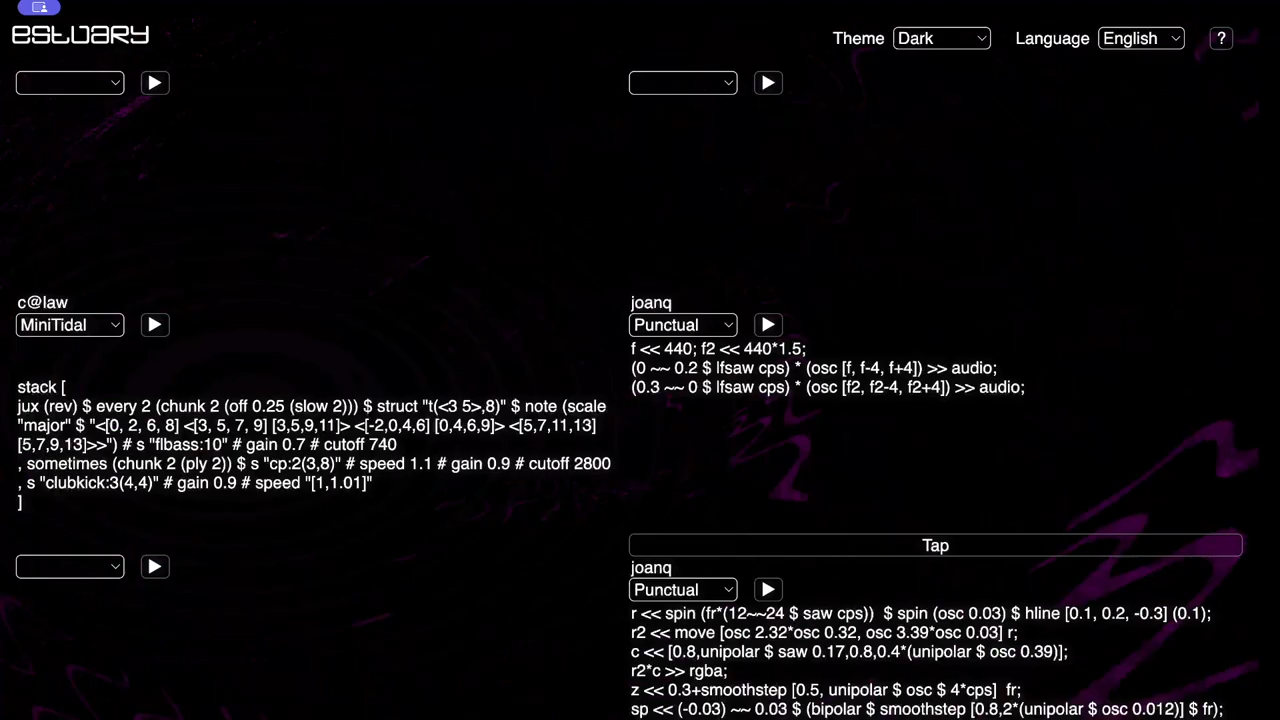 estuary
Theme Dark Language English ?
c@law
MiniTidal
stack [
jux (rev) $ every 2 (chunk 2 (off 0.25 (slow 2))) $ struct "t(<3 5>,8)" $ note (scale
"major" $ "<[0, 2, 6, 8] <[3, 5, 7, 9] [3,5,9,11]> <[-2,0,4,6] [0,4,6,9]> <[5,7,11,13]
[5,7,9,13]>>") # s "flbass:10" # gain 0.7 # cutoff 740
, sometimes (chunk 2 (ply 2)) $ s "cp:2(3,8)" # speed 1.1 # gain 0.9 # cutoff 2800
, s "clubkick:3(4,4)" # gain 0.9 # speed "[1,1.01]"
]
joanq
Punctual
f << 440; f2 << 440*1.5;
(0 ~~ 0.2 $ lfsaw cps) * (osc [f, f-4, f+4]) >> audio;
(0.3 ~~ 0 $ lfsaw cps) * (osc [f2, f2-4, f2+4]) >> audio;
Tap
joanq
Punctual
r << spin (fr*(12~~24 $ saw cps))  $ spin (osc 0.03) $ hline [0.1, 0.2, -0.3] (0.1);
r2 << move [osc 2.32*osc 0.32, osc 3.39*osc 0.03] r;
c << [0.8,unipolar $ saw 0.17,0.8,0.4*(unipolar $ osc 0.39)];
r2*c >> rgba;
z << 0.3+smoothstep [0.5, unipolar $ osc $ 4*cps]  fr;
sp << (-0.03) ~~ 0.03 $ (bipolar $ smoothstep [0.8,2*(unipolar $ osc 0.012)] $ fr);